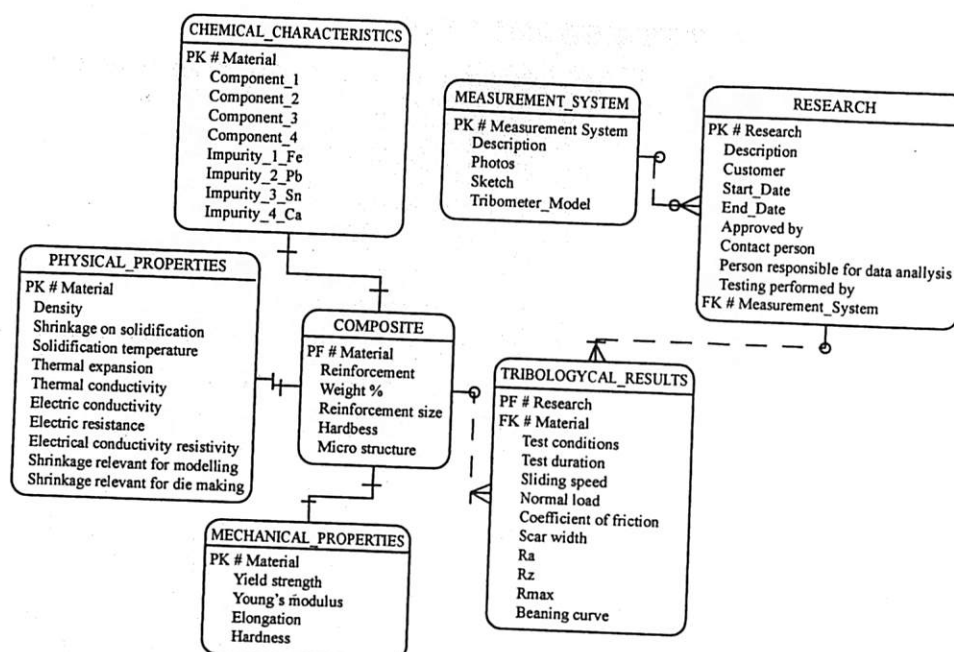 CHEMICAL_CHARACTERISTICS
PK # Material
Component_1
Component_2
Component_3
Component_4
Impurity_1_Fe
Impurity_2_Pb
Impurity_3_Sn
Impurity_4_Ca
MEASUREMENT_SYSTEM
PK # Measurement System
Description
Photos
Sketch
Tribometer_Model
RESEARCH
PK # Research
Description
Customer
Start_Date
End_Date
Approved by
Contact person
Person responsible for data anallysis
Testing performed by
FK # Measurement_System
PHYSICAL_PROPERTIES
PK # Material
Density
Shrinkage on solidification
Solidification temperature
Thermal expansion
Thermal conductivity
Electric conductivity
Electric resistance
Electrical conductivity resistivity
Shrinkage relevant for modelling
Shrinkage relevant for die making
COMPOSITE
PF # Material
Reinforcement
Weight %
Reinforcement size
Hardbess
Micro structure
TRIBOLOGYCAL_RESULTS
PF # Research
FK # Material
Test conditions
Test duration
Sliding speed
Normal load
Coefficient of friction
Scar width
Ra
Rz
Rmax
Beaning curve
MECHANICAL_PROPERTIES
PK # Material
Yield strength
Young's modulus
Elongation
Hardness